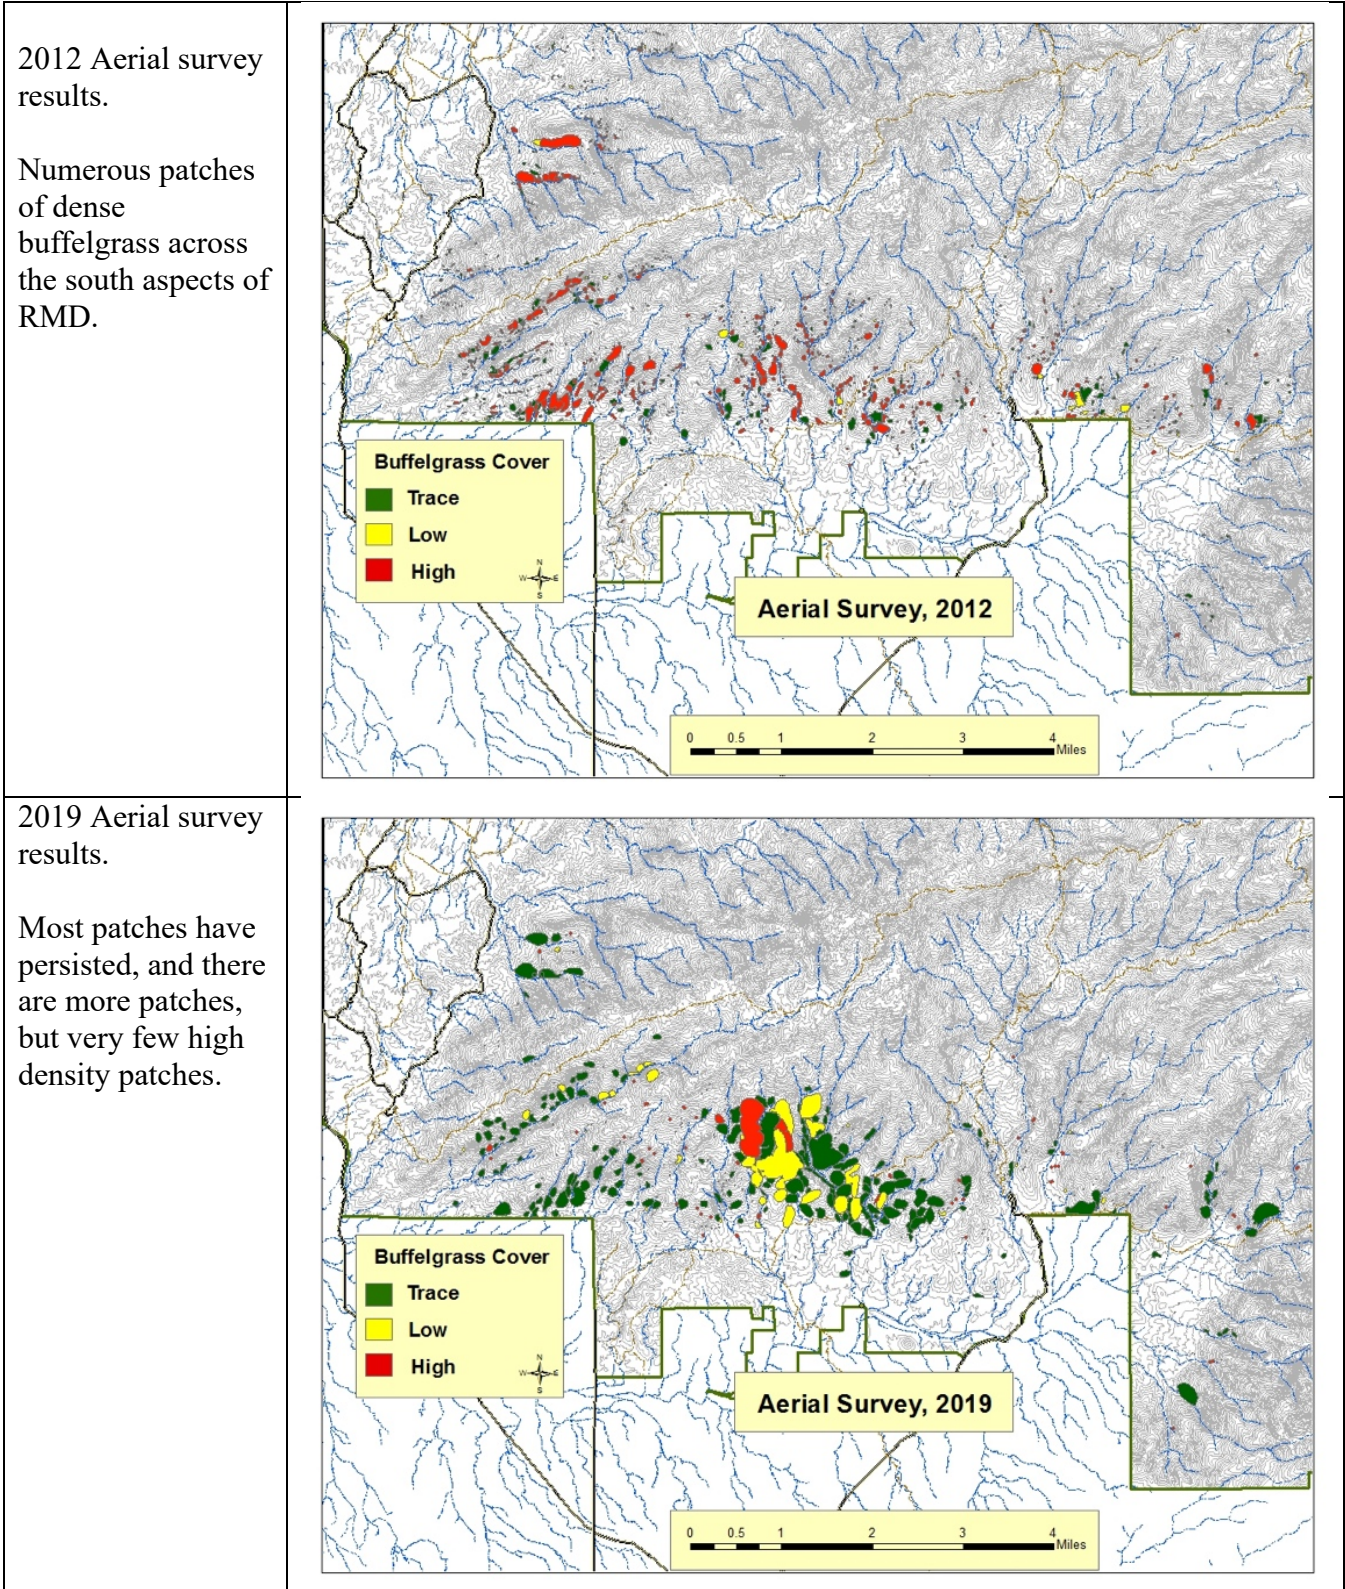 2012 Aerial survey
results.
Numerous patches
of dense
buffelgrass across
the south aspects of
RMD.
Buffelgrass Cover
Trace
Low
High
N
W E
S
Aerial Survey, 2012
0 0.5 1 2 3 4
Miles
2019 Aerial survey
results.
Most patches have
persisted, and there
are more patches,
but very few high
density patches.
Buffelgrass Cover
Trace
Low
High
N
W E
S
Aerial Survey, 2019
0 0.5 1 2 3 4
Miles